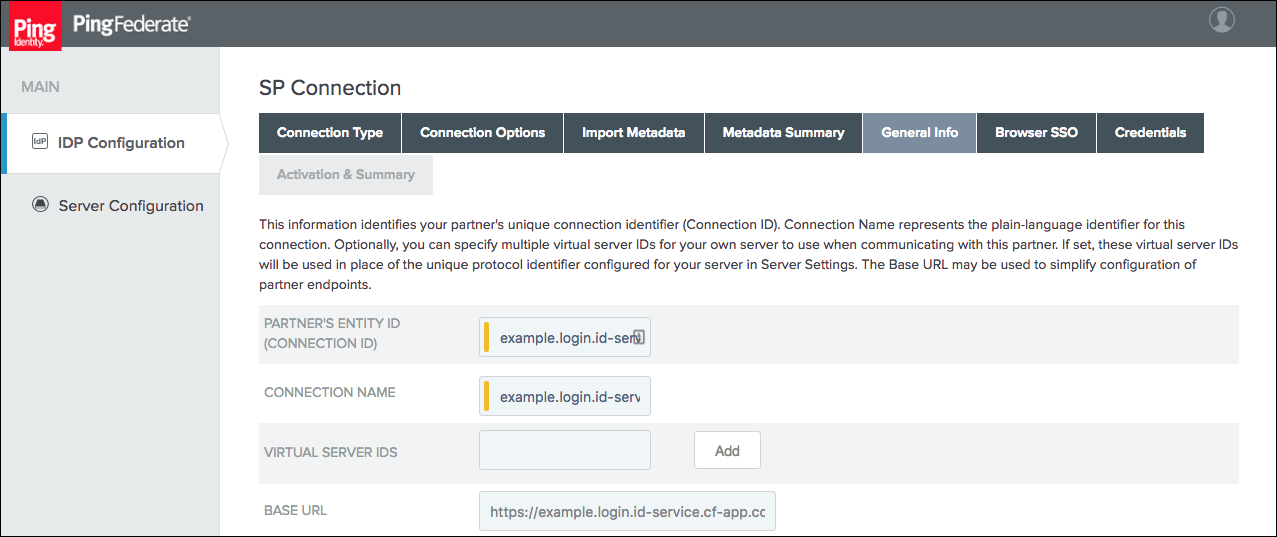 Ping
Identity.
PingFederate
MAIN
IdP IDP Configuration
Server Configuration
SP Connection
Connection Type Connection Options Import Metadata Metadata Summary General Info Browser SSO Credentials
Activation & Summary
This information identifies your partner's unique connection identifier (Connection ID). Connection Name represents the plain-language identifier for this
connection. Optionally, you can specify multiple virtual server IDs for your own server to use when communicating with this partner. If set, these virtual server IDs
will be used in place of the unique protocol identifier configured for your server in Server Settings. The Base URL may be used to simplify configuration of
partner endpoints.
PARTNER'S ENTITY ID
(CONNECTION ID)
example.login.id-serv
CONNECTION NAME
example.login.id-serv
VIRTUAL SERVER IDS
Add
BASE URL
https://example.login.id-service.cf-app.cc